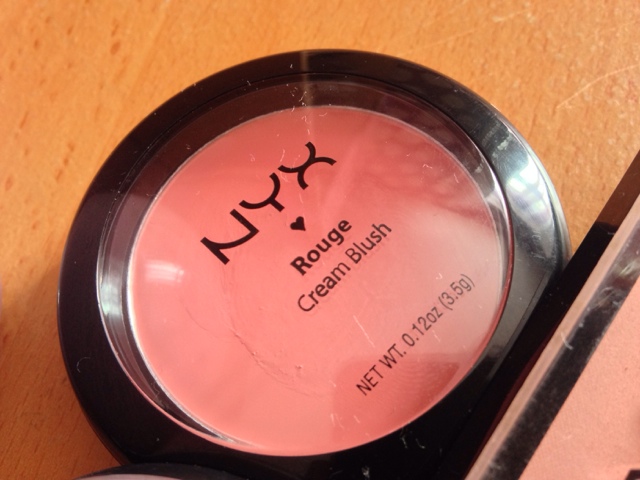 NYX
Rouge
Cream Blush
NET WT. 0.12oz (3.5g)